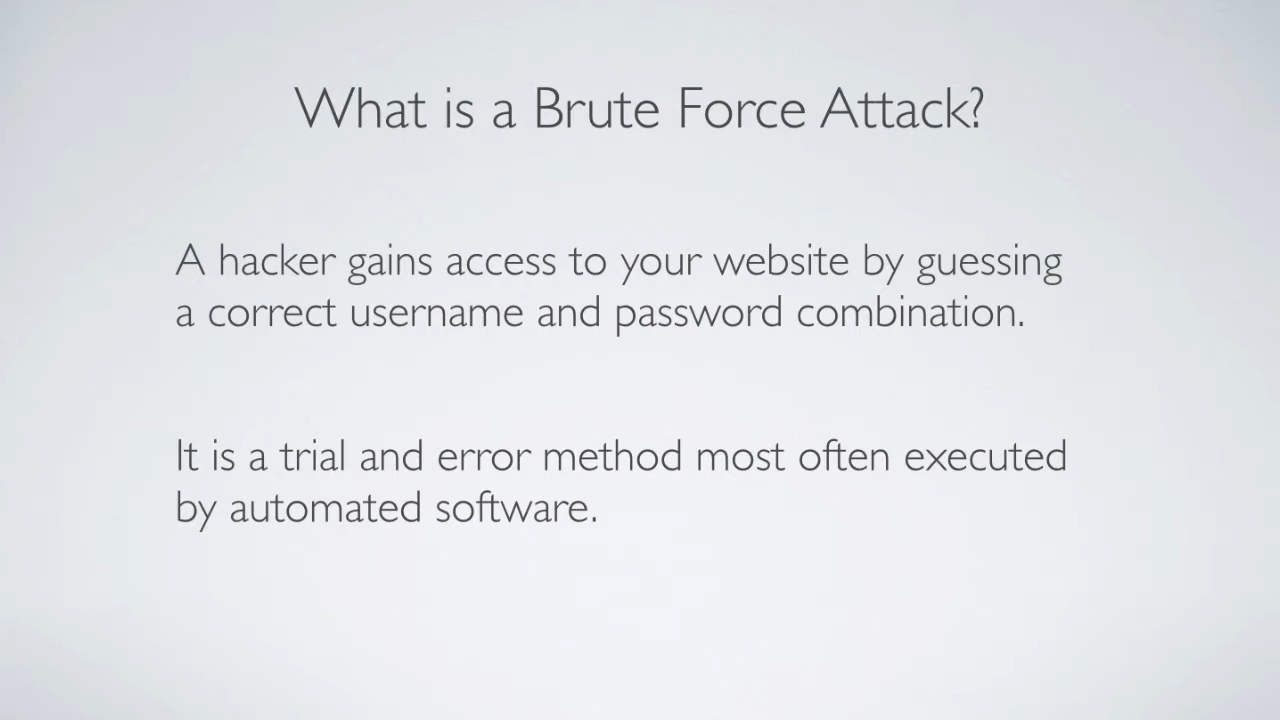 What is a Brute Force Attack?
A hacker gains access to your website by guessing
a correct username and password combination.
It is a trial and error method most often executed
by automated software.